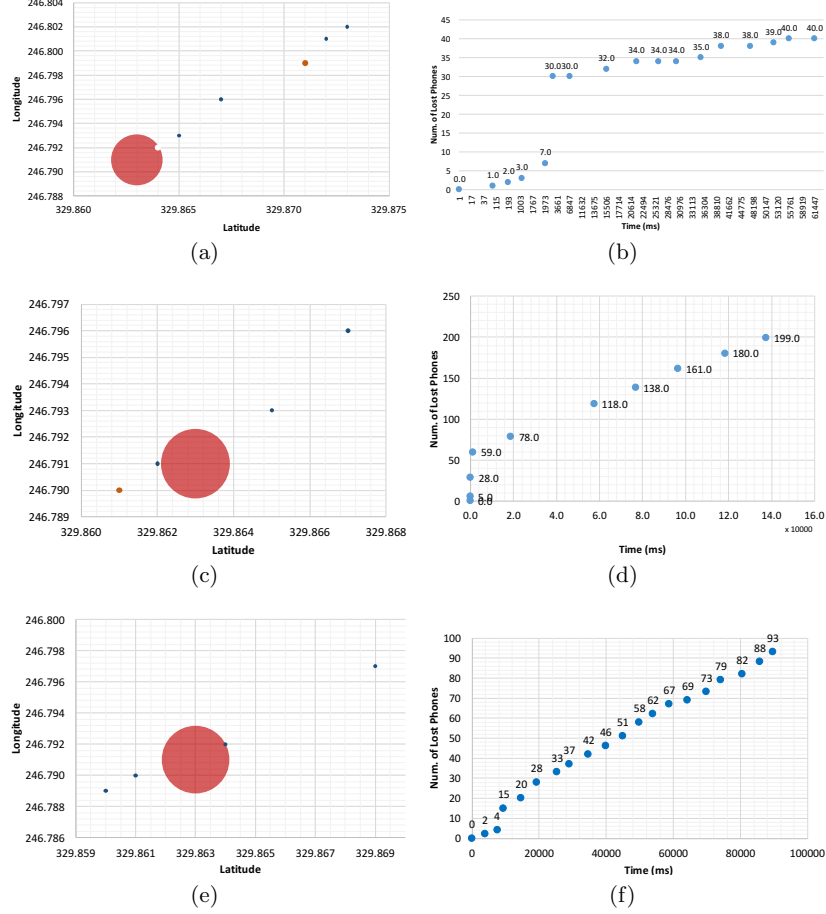 246.804
246.802
246.800
246.798
246.796
246.794
246.792
246.790
246.788
Longitude
329.860 329.865 329.870 329.875
Latitude
(a)
45
40
35
30
25
20
15
10
5
0
Num. of Lost Phones
0.0 1.0 2.0 3.0 7.0 30.0 30.0 32.0 34.0 34.0 34.0 35.0 38.0 38.0 39.0 40.0 40.0
1 17 37 115 193 1003 1767 1973 3661 6847 11632 13675 15506 17714 20614 22494 25321 28476 30976 33113 36304 38810 41662 44775 48198 50147 53120 55761 58919 61447
Time (ms)
(b)
246.797
246.796
246.795
246.794
246.793
246.792
246.791
246.790
246.789
Longitude
329.860 329.862 329.864 329.866 329.868
Latitude
(c)
250
200
150
100
50
0
Num. of Lost Phones
0.0 5.0 28.0 59.0 78.0 118.0 138.0 161.0 180.0 199.0
0.0 2.0 4.0 6.0 8.0 10.0 12.0 14.0 16.0
x 10000
Time (ms)
(d)
246.800
246.798
246.796
246.794
246.792
246.790
246.788
246.786
Longitude
329.859 329.861 329.863 329.865 329.867 329.869
Latitude
(e)
100
90
80
70
60
50
40
30
20
10
0
Num. of Lost Phones
0 2 4 15 20 28 33 37 42 46 51 58 62 67 69 73 79 82 88 93
0 20000 40000 60000 80000 100000
Time (ms)
(f)